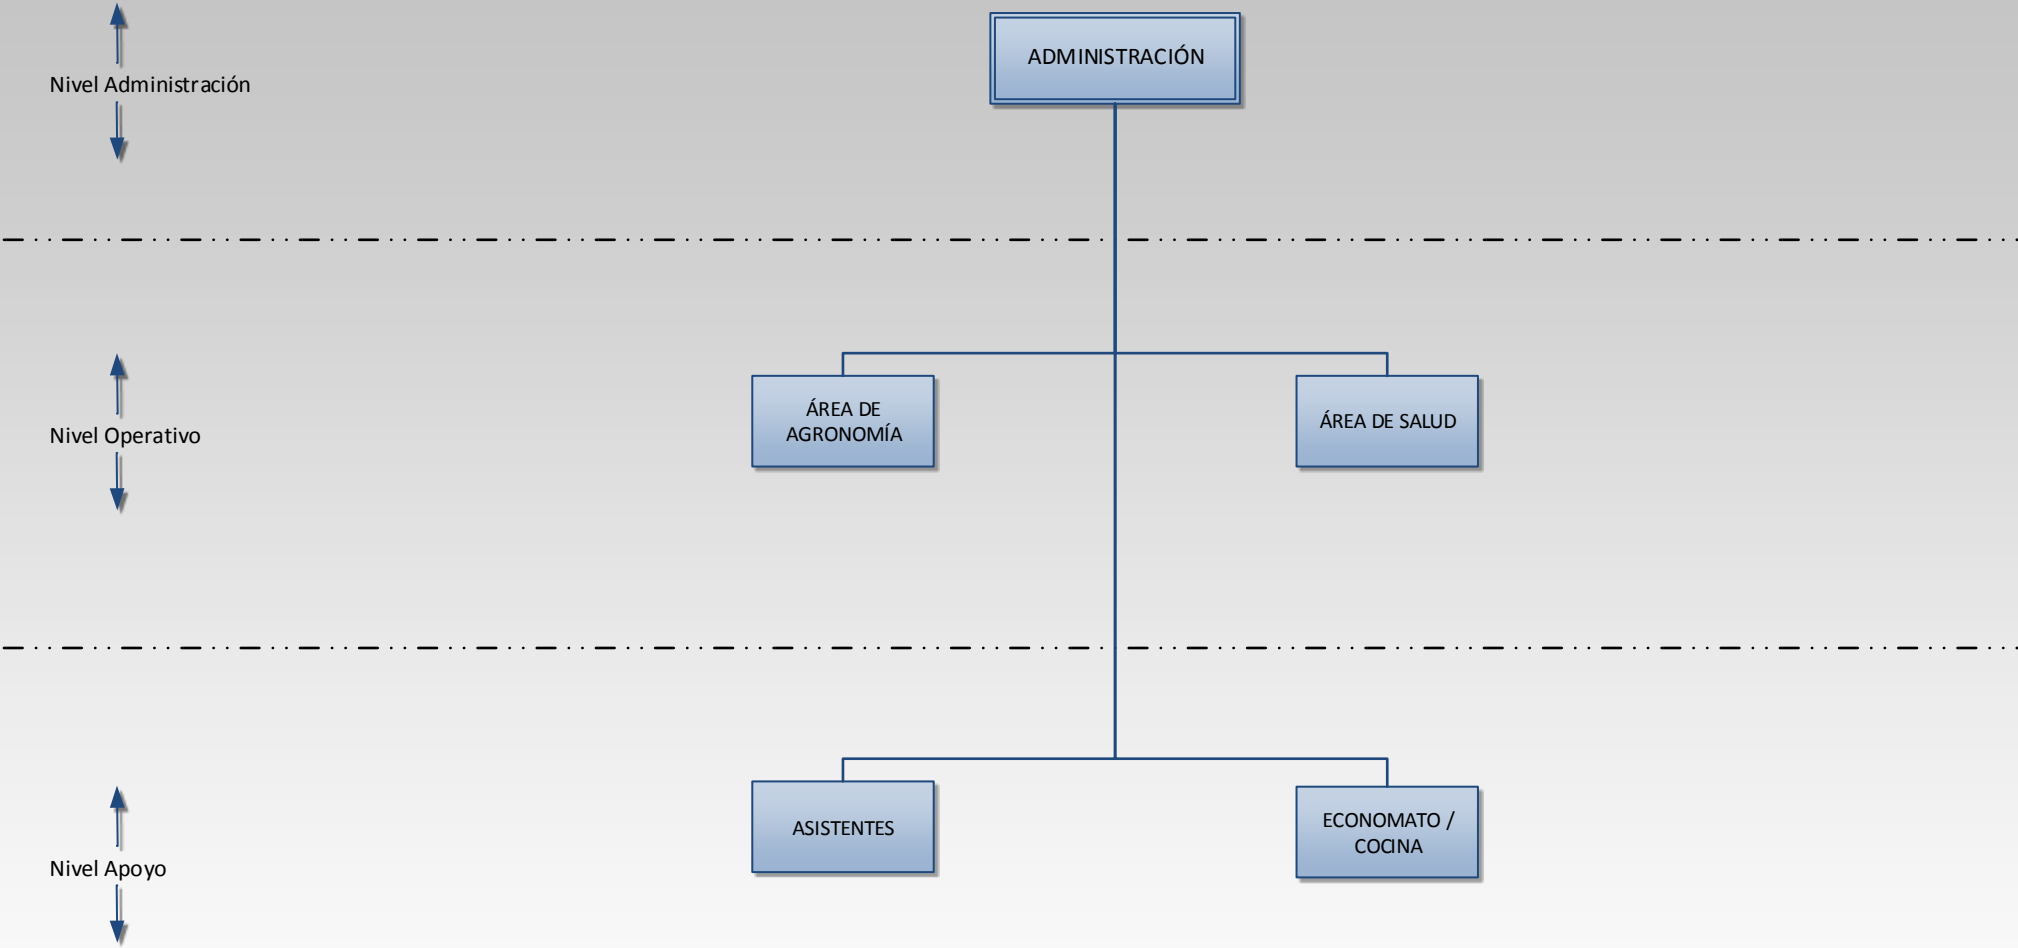 ADMINISTRACIÓN
Nivel Administración
ÁREA DE
AGRONOMÍA
ÁREA DE SALUD
Nivel Operativo
ASISTENTES
ECONOMATO /
COCINA
Nivel Apoyo